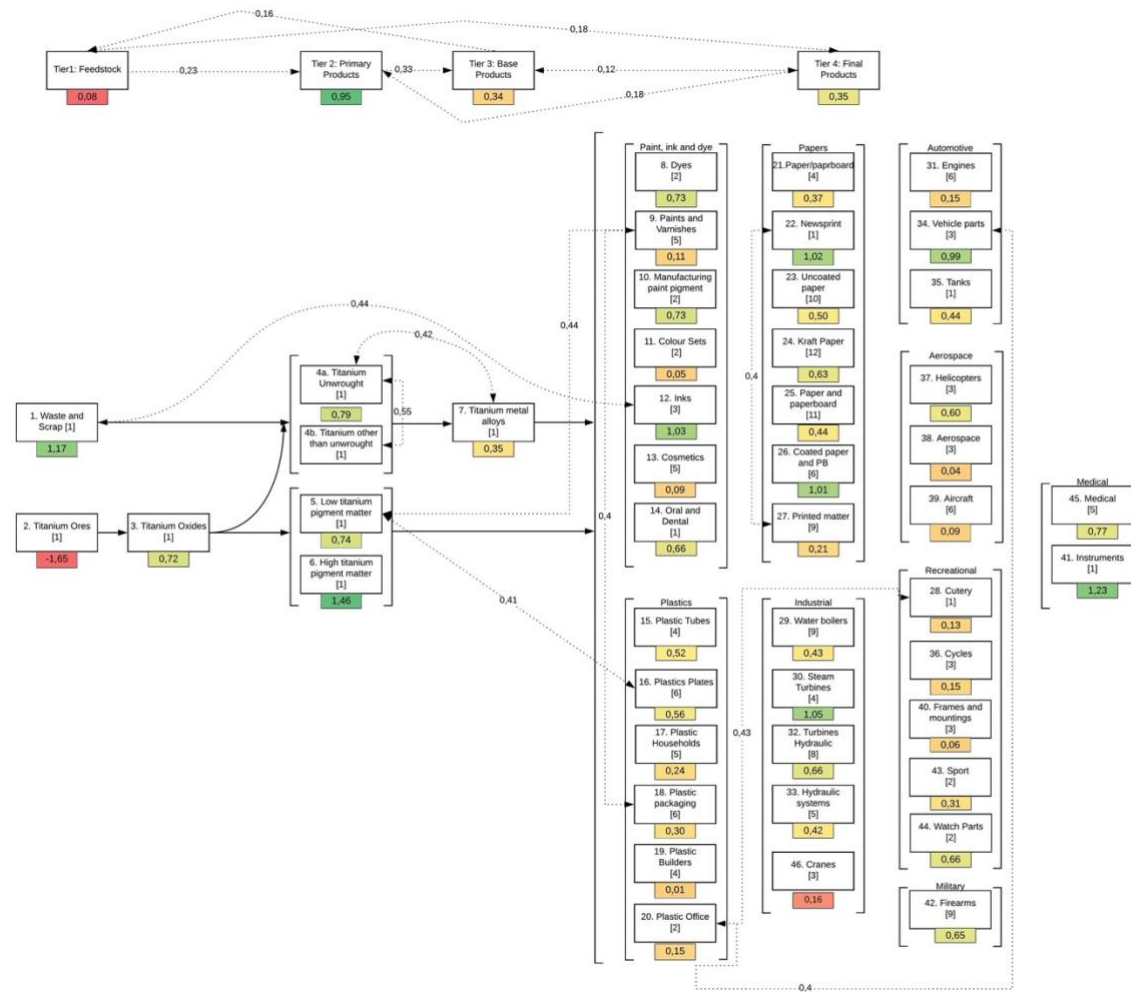 0,16
0,18
Tier1: Feedstock
0,08
0,23
Tier 2: Primary
Products
0,95
0,33
Tier 3: Base
Products
0,34
0,12
0,18
Tier 4: Final
Products
0,35
1. Waste and
Scrap [1]
1,17
2. Titanium Ores
[1]
-1,65
3. Titanium Oxides
[1]
0,72
0,44
0,42
4a. Titanium
Unwrought
[1]
0,79
4b. Titanium other
than unwrought
[1]
0,55
5. Low titanium
pigment matter
[1]
0,74
6. High titanium
pigment matter
[1]
1,46
7. Titanium metal
alloys
[1]
0,35
0,41
0,44
0,4
Paint, ink and dye
8. Dyes
[2]
0,73
9. Paints and
Varnishes
[5]
0,11
10. Manufacturing
paint pigment
[2]
0,73
11. Colour Sets
[2]
0,05
12. Inks
[3]
1,03
13. Cosmetics
[5]
0,09
14. Oral and
Dental
[1]
0,66
Plastics
15. Plastic Tubes
[4]
0,52
16. Plastics Plates
[6]
0,56
17. Plastic
Households
[5]
0,24
18. Plastic
packaging
[6]
0,30
19. Plastic
Builders
[4]
0,01
20. Plastic Office
[2]
0,15
0,4
0,43
Papers
21.Paper/paprboard
[4]
0,37
22. Newsprint
[1]
1,02
23. Uncoated
paper
[10]
0,50
24. Kraft Paper
[12]
0,63
25. Paper and
paperboard
[11]
0,44
26. Coated paper
and PB
[6]
1,01
27. Printed matter
[9]
0,21
Industrial
29. Water boilers
[9]
0,43
30. Steam
Turbines
[4]
1,05
32. Turbines
Hydraulic
[8]
0,66
33. Hydraulic
systems
[5]
0,42
46. Cranes
[3]
0,16
0,4
Automotive
31. Engines
[6]
0,15
34. Vehicle parts
[3]
0,99
35. Tanks
[1]
0,44
Aerospace
37. Helicopters
[3]
0,60
38. Aerospace
[3]
0,04
39. Aircraft
[6]
0,09
Recreational
28. Cutery
[1]
0,13
36. Cycles
[3]
0,15
40. Frames and
mountings
[3]
0,06
43. Sport
[2]
0,31
44. Watch Parts
[2]
0,66
Military
42. Firearms
[9]
0,65
Medical
45. Medical
[5]
0,77
41. Instruments
[1]
1,23